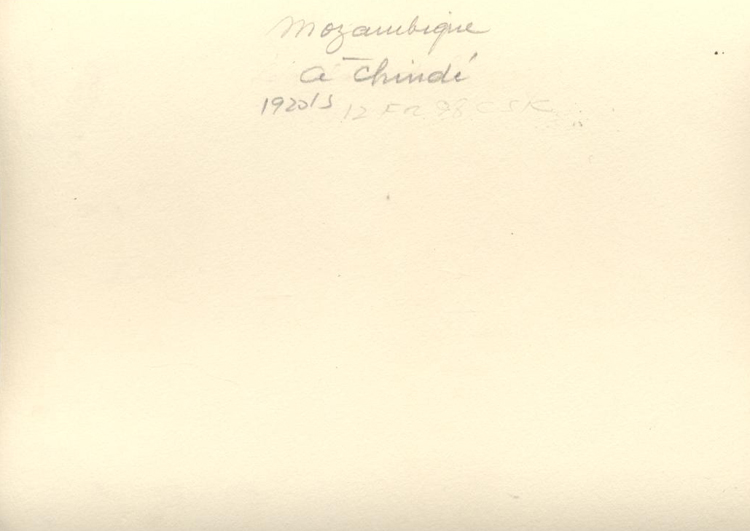 Mozambique
à Chindé
1920's 12 FR 98 CSK